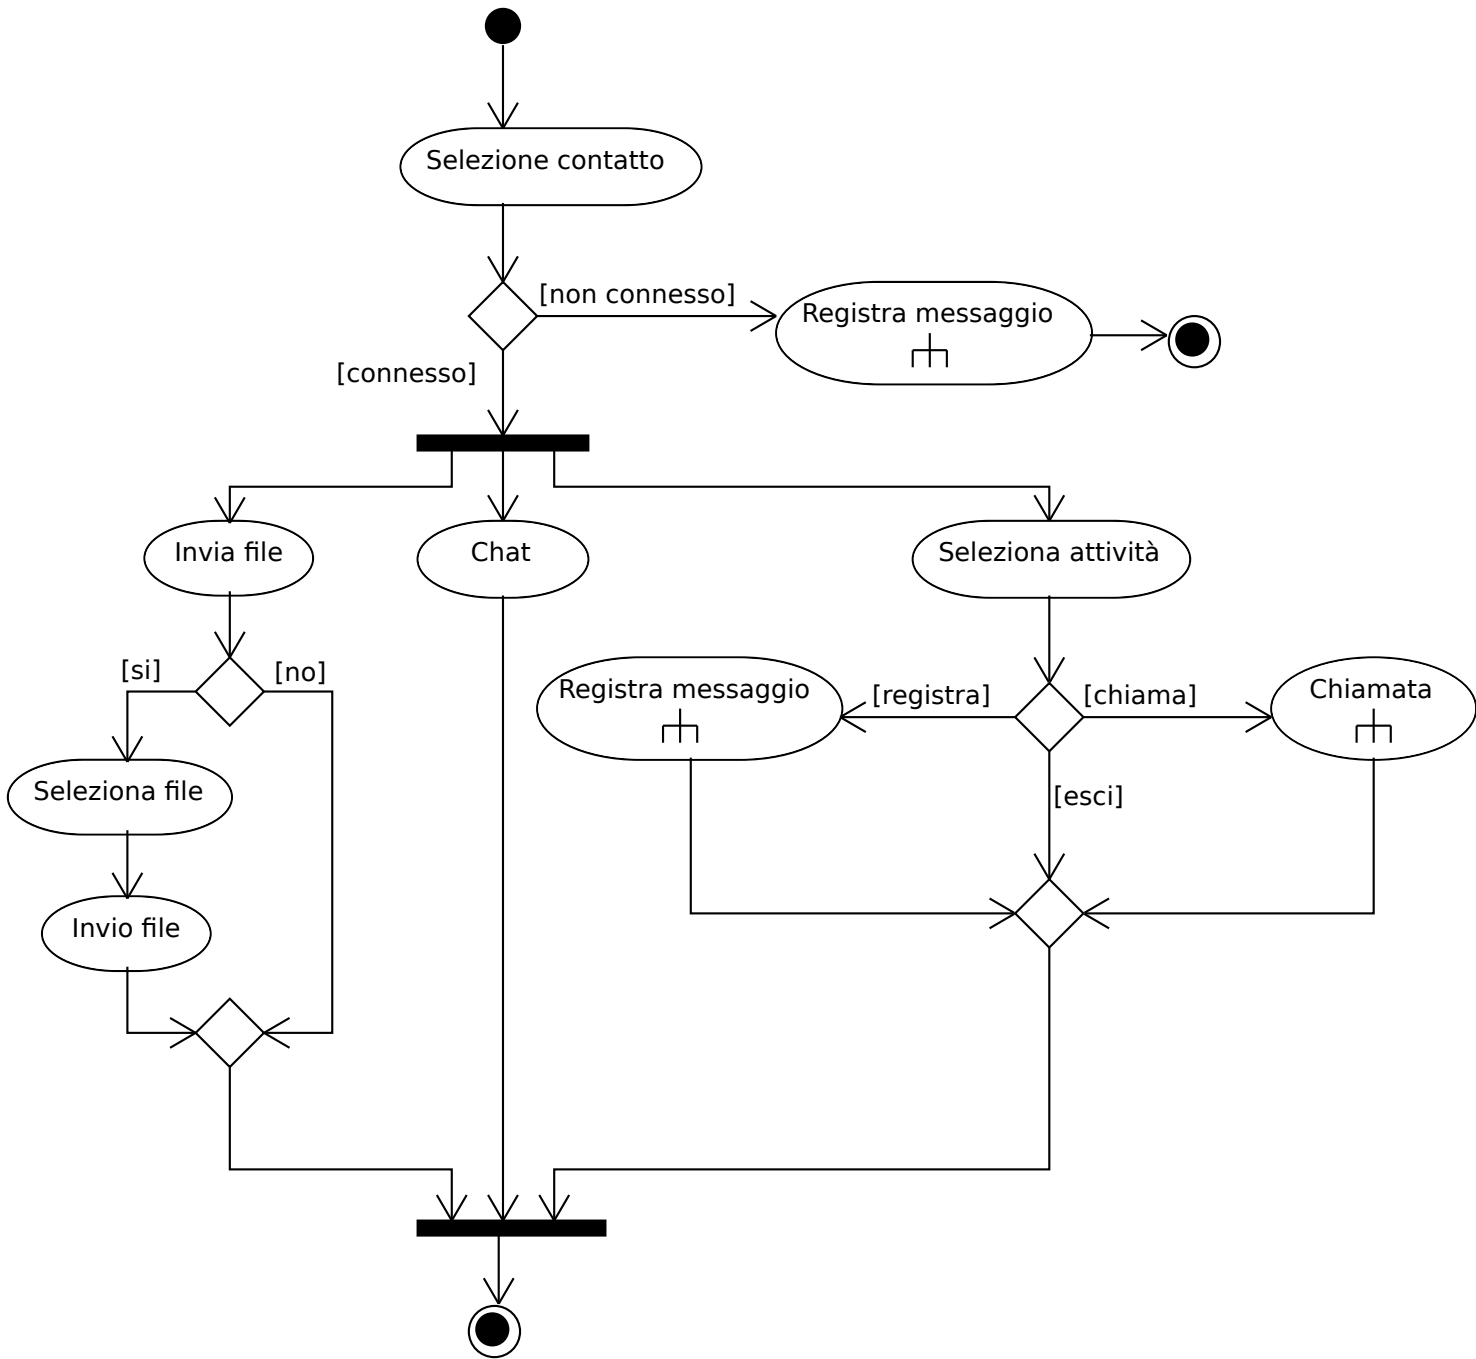 Selezione contatto
[non connesso]
Registra messaggio
[connesso]
Invia file
Chat
Seleziona attività
[si]
[no]
Registra messaggio
[registra]
[chiama]
Chiamata
Seleziona file
[esci]
Invio file